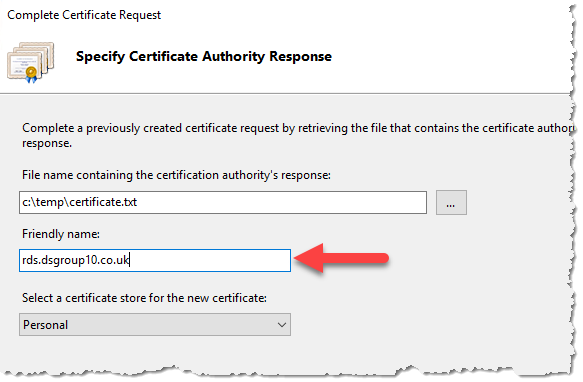 Complete Certificate Request
Specify Certificate Authority Response
Complete a previously created certificate request by retrieving the file that contains the certificate
response.
File name containing the certification authority's response:
c:\temp\certificate.txt
...
Friendly name:
rds.dsgroup10.co.uk
Select a certificate store for the new certificate:
Personal